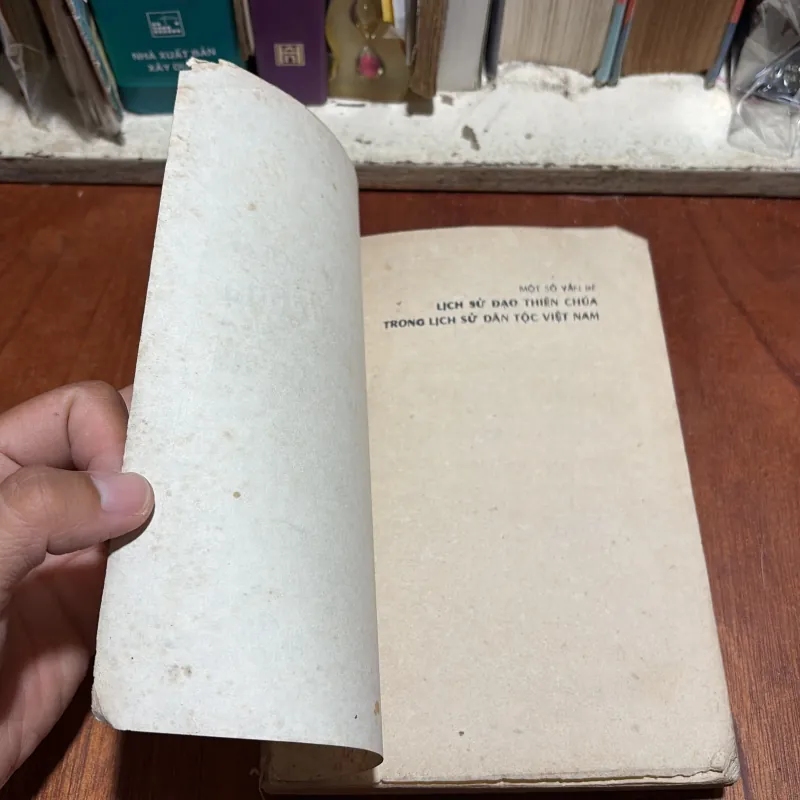 NHÀ XUẤT BẢN
XÂY
MỘT SỐ VẤN ĐỀ
LỊCH SỬ ĐẠO THIÊN CHÚA
TRONG LỊCH SỬ DÂN TỘC VIỆT NAM